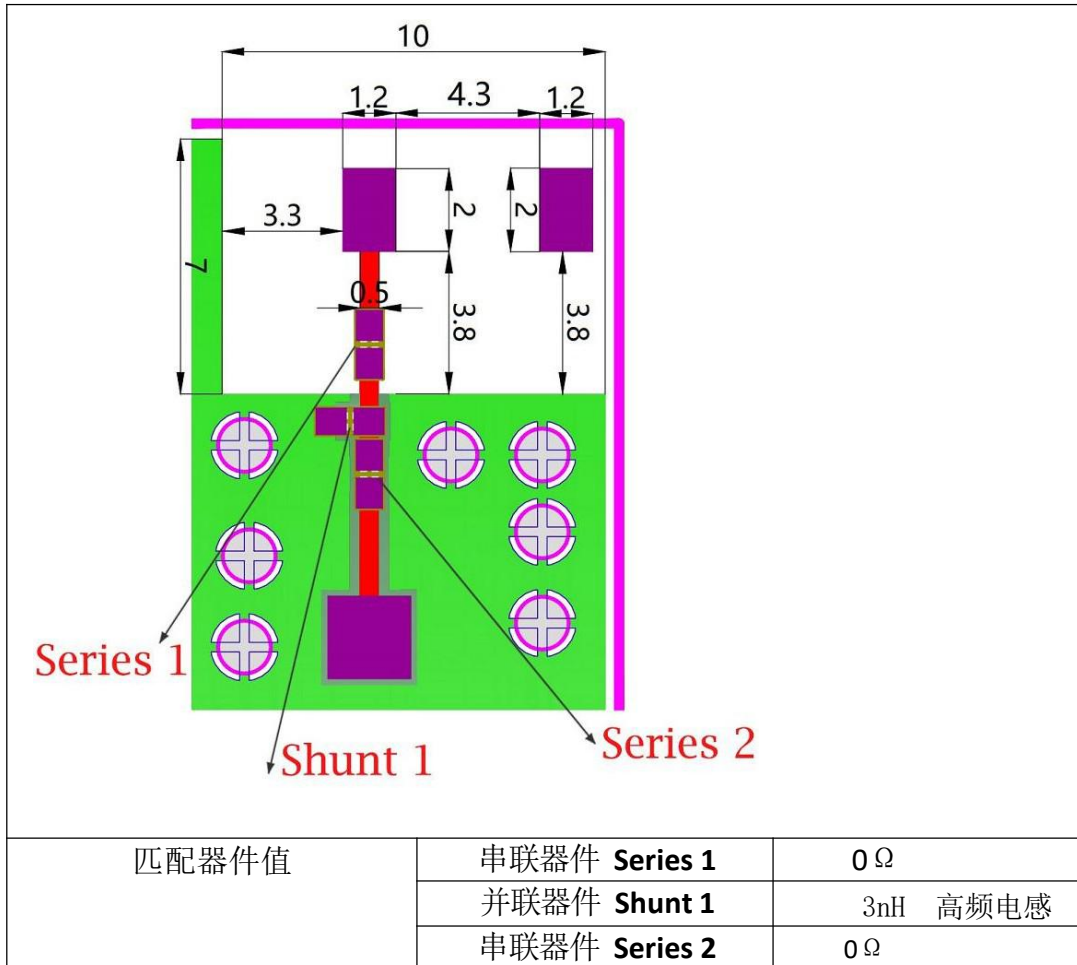 10
1.2 4.3 1.2
3.3 2 2
7
0.5 3.8 3.8
Series 1
Shunt 1
Series 2
匹配器件值 串联器件 Series 1 0Ω
并联器件 Shunt 1 3nH 高频电感
串联器件 Series 2 0Ω